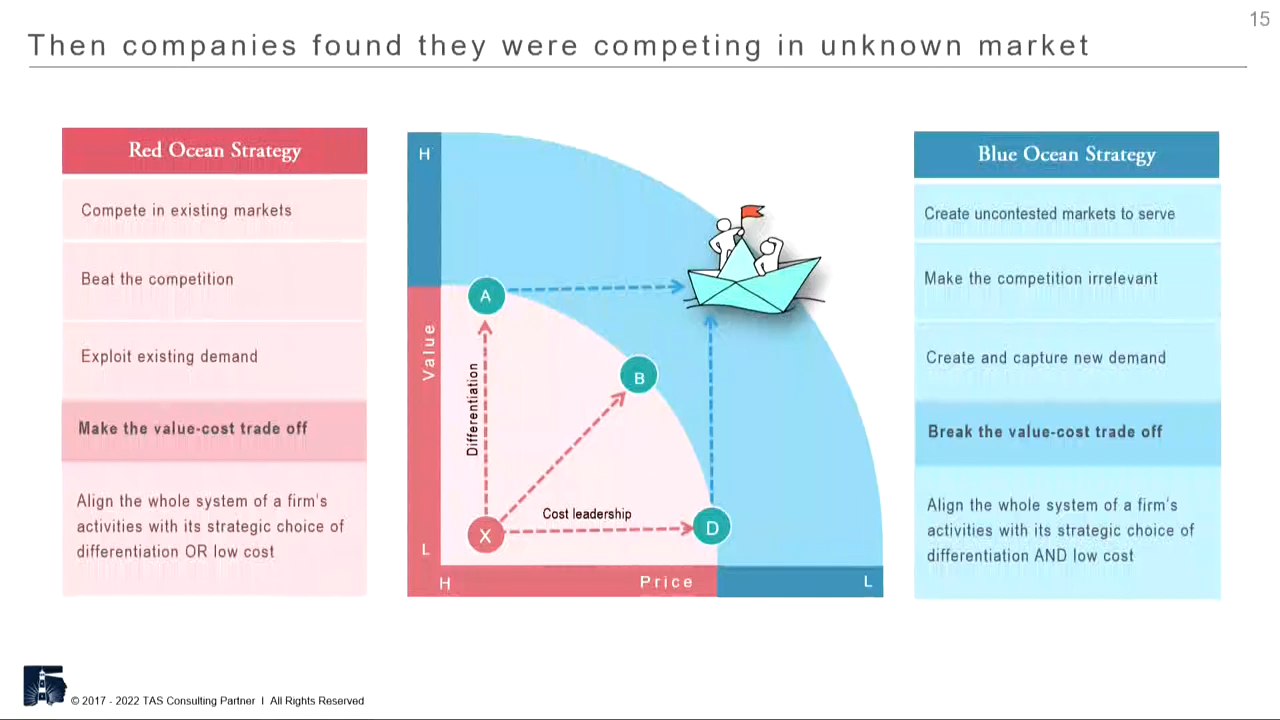 15
Then companies found they were competing in unknown market
Red Ocean Strategy
Compete in existing markets
Beat the competition
Exploit existing demand
Make the value-cost trade off
Align the whole system of a firm's
activities with its strategic choice of
differentiation OR low cost
H
Value
L
A
B
X
D
Differentiation
Cost leadership
H
Price
L
Blue Ocean Strategy
Create uncontested markets to serve
Make the competition irrelevant
Create and capture new demand
Break the value-cost trade off
Align the whole system of a firm's
activities with its strategic choice of
differentiation AND low cost
© 2017 - 2022 TAS Consulting Partner I All Rights Reserved